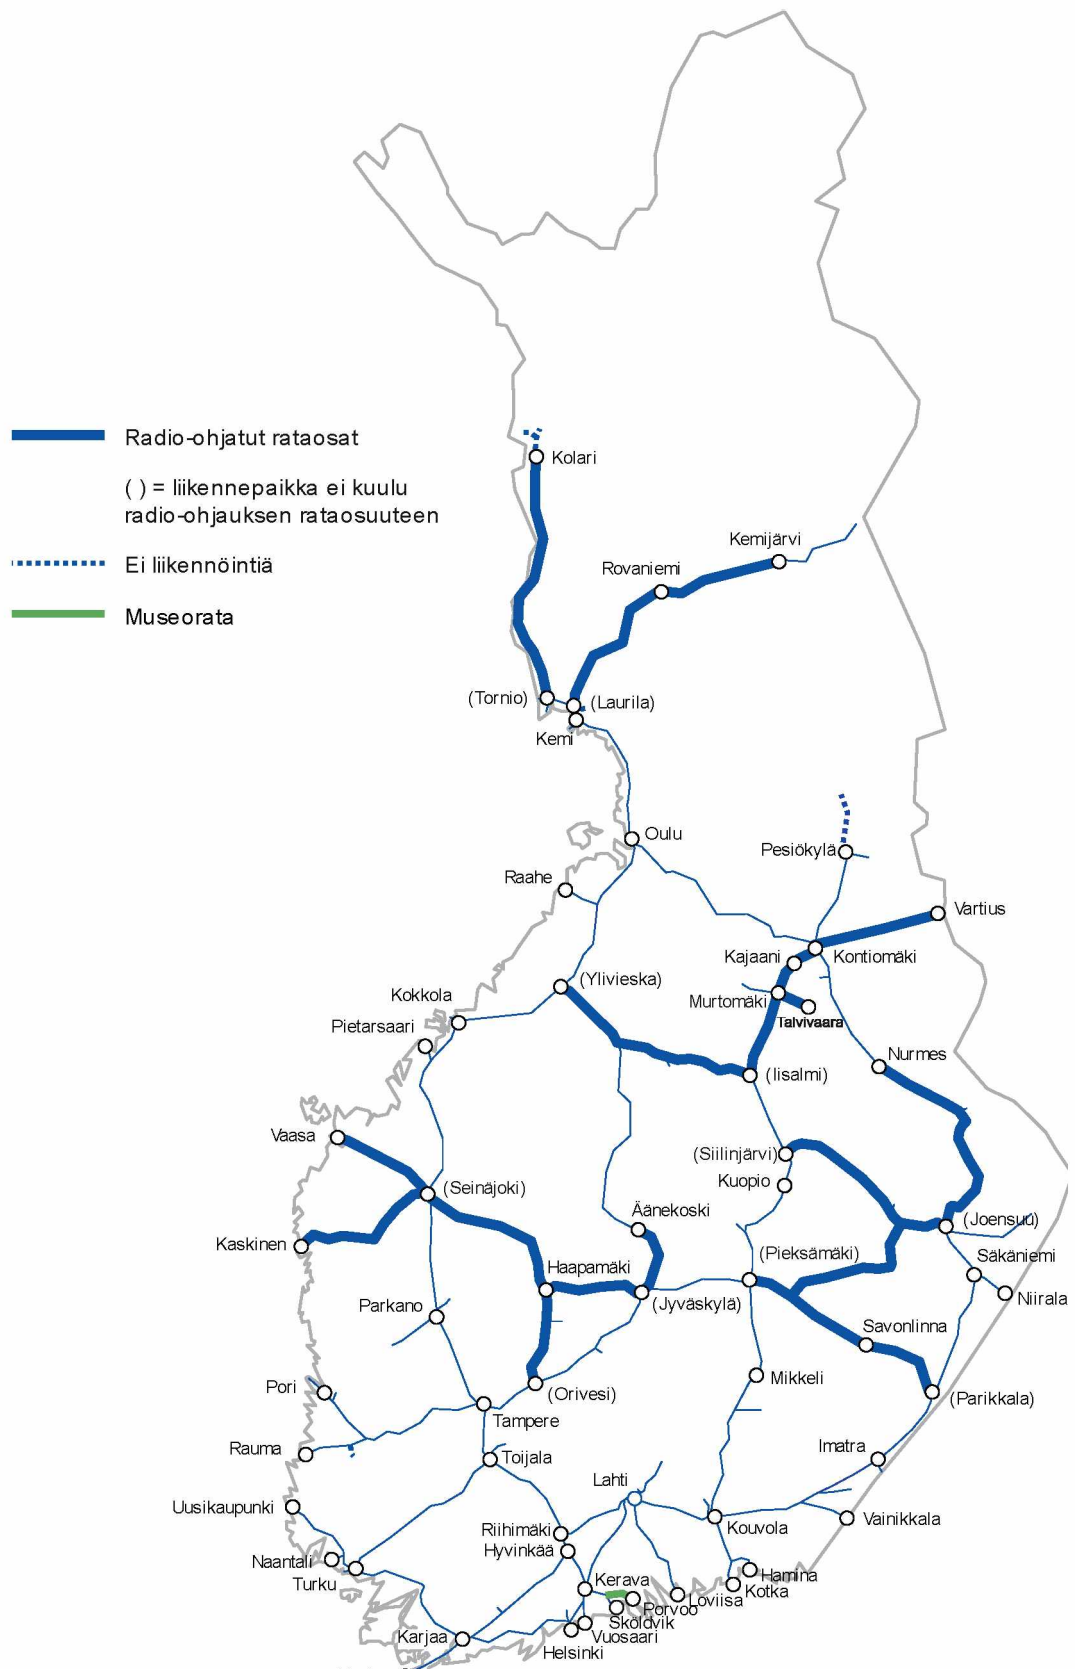 Radio-ohjatut rataosat
( ) = liikennepaikka ei kuulu
radio-ohjauksen rataosuuteen
Ei liikennöintiä
Museorata
Kolari
Kemijärvi
Rovaniemi
(Tornio)
(Laurila)
Kemi
Oulu
Pesiökylä
Raahe
Vartius
Kajaani
Kontiomäki
(Ylivieska)
Murtomäki
Kokkola
Talvivaara
Pietarsaari
Nurmes
(Iisalmi)
Vaasa
(Siilinjärvi)
Kuopio
(Seinäjoki)
Äänekoski
(Joensuu)
Kaskinen
(Pieksämäki)
Säkäniemi
Haapamäki
Niirala
(Jyväskylä)
Parkano
Savonlinna
Mikkeli
Pori
(Orivesi)
(Parikkala)
Tampere
Rauma
Imatra
Toijala
Lahti
Uusikaupunki
Vainikkala
Kouvola
Riihimäki
Hyvinkää
Naantali
Hamina
Turku
Kerava
Kotka
Loviisa
Porvoo
Sköldvik
Vuosaari
Karjaa
Helsinki